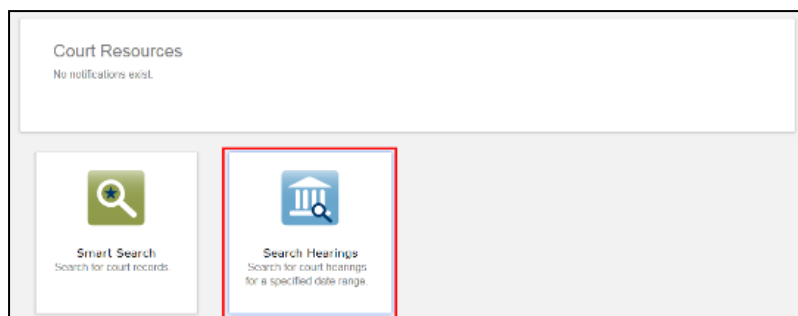 Court Resources
No notifications exist.
Smart Search
Search for court records.
Search Hearings
Search for court hearings
for a specified date range.